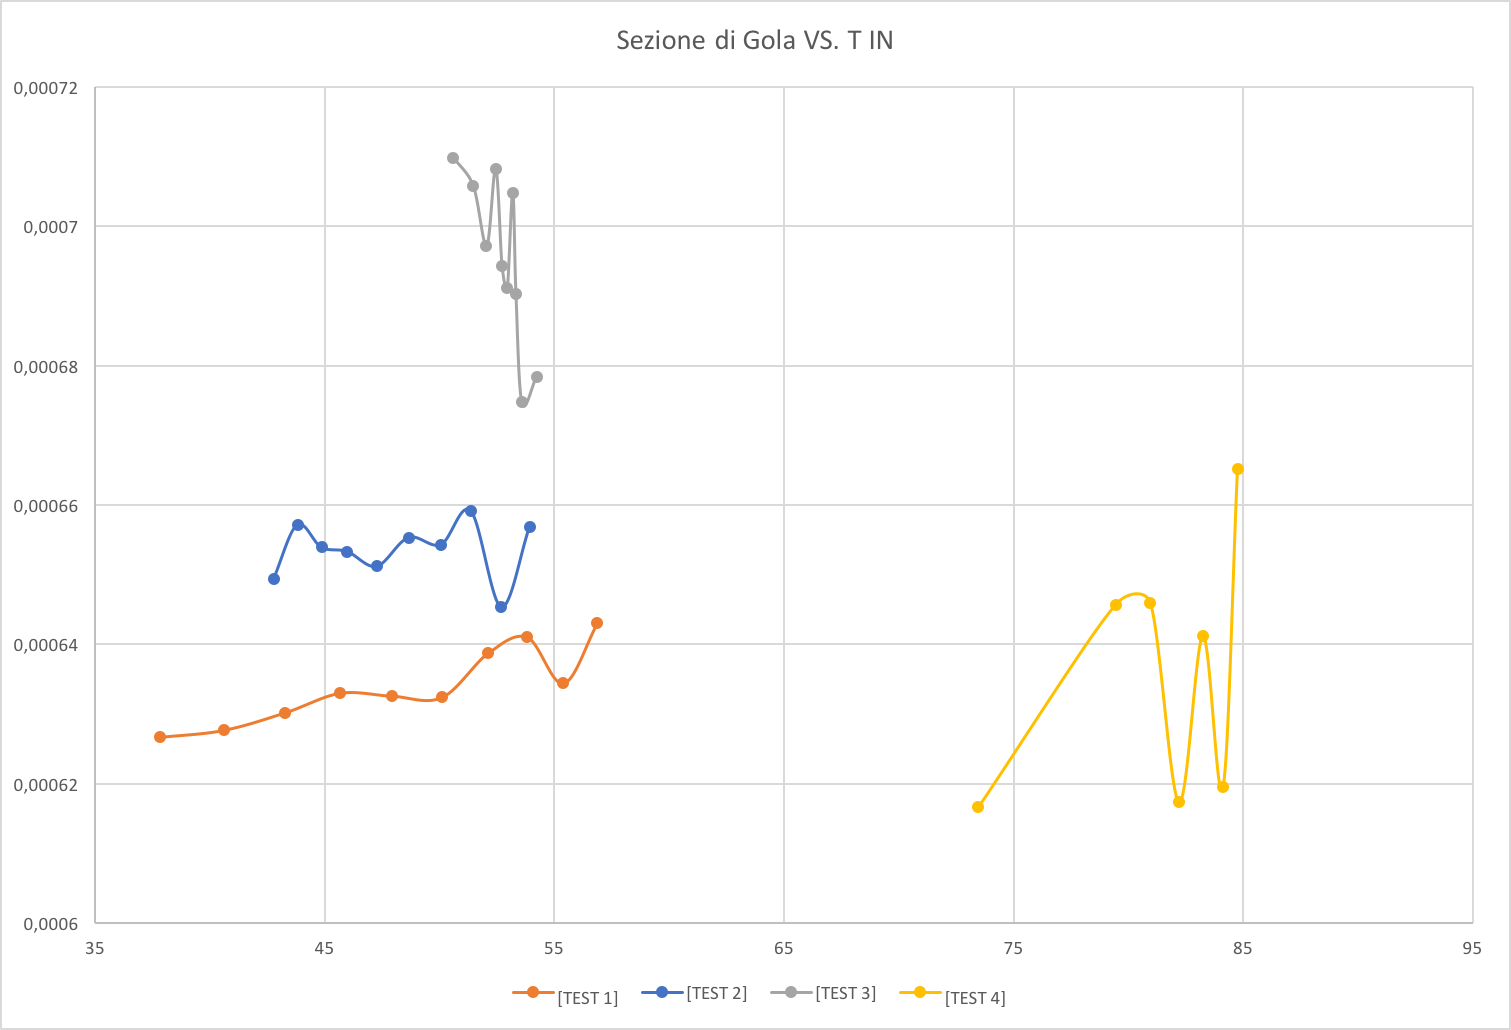 Sezione di Gola VS. T IN
0,00072
0,0007
0,00068
0,00066
0,00064
0,00062
0,0006
35 45 55 65 75 85 95
[TEST 1] [TEST 2] [TEST 3] [TEST 4]